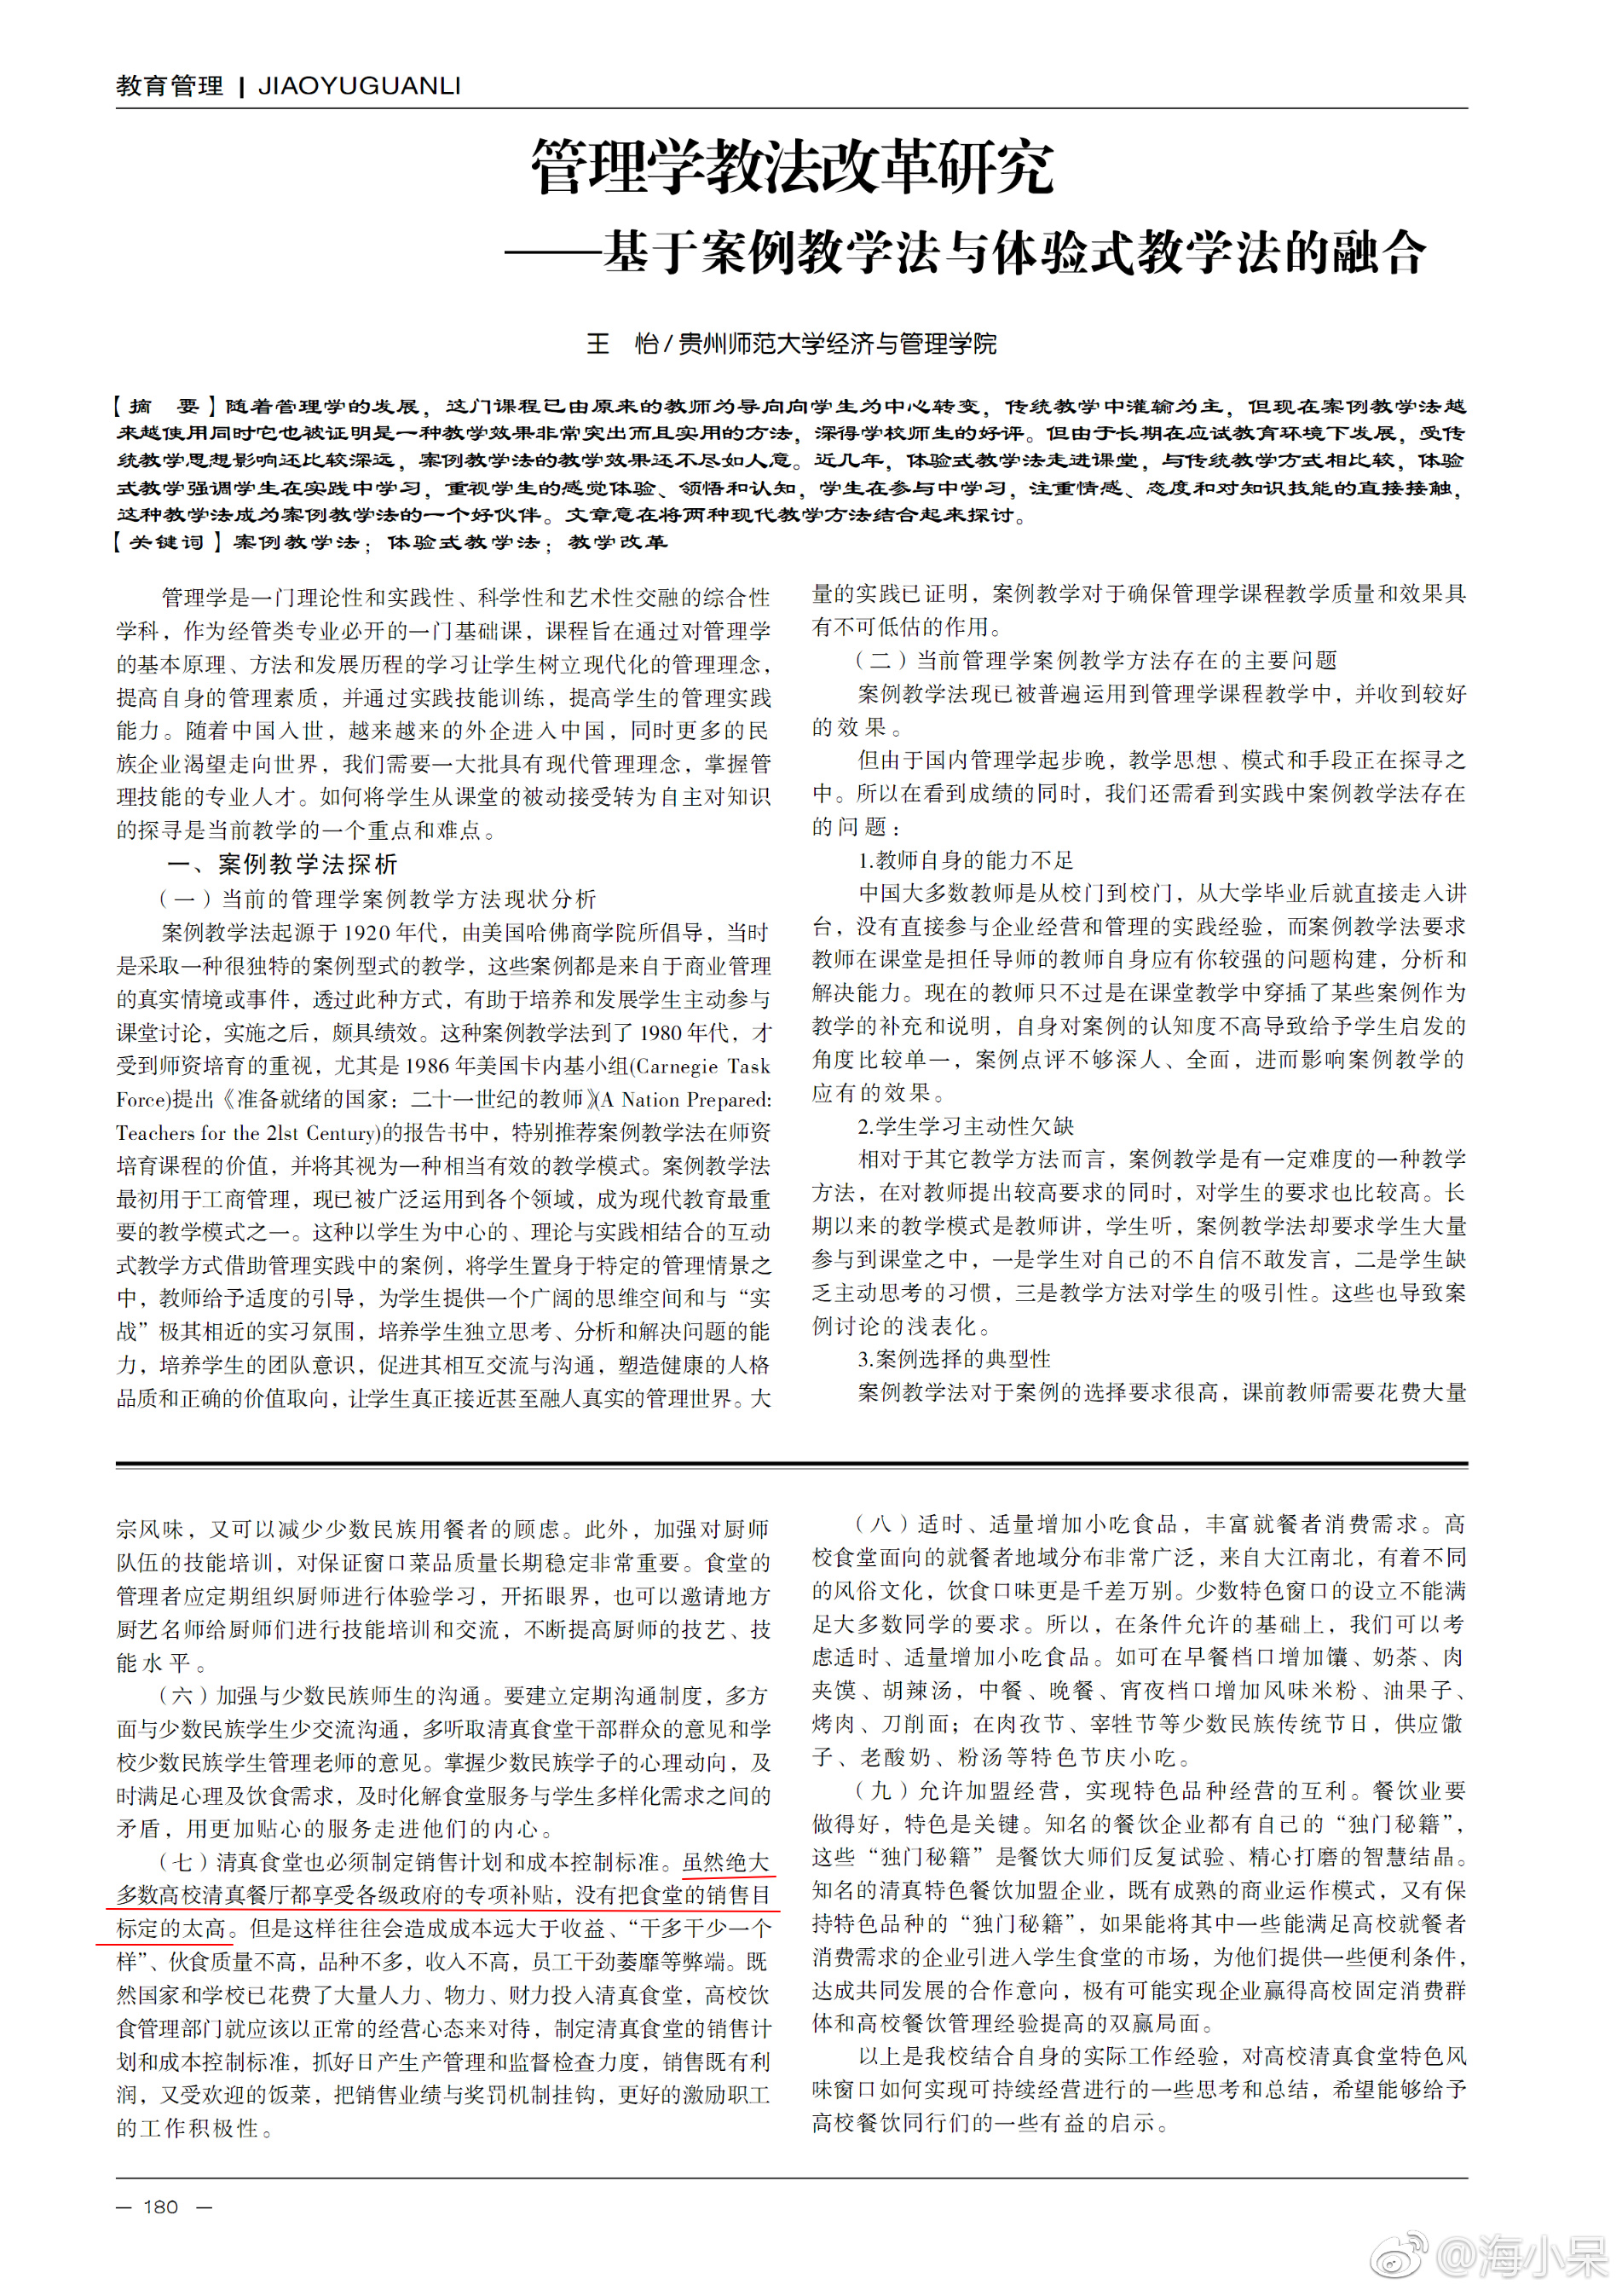 教育管理 | JIAOYUGUANLI
管理学教法改革研究
——基于案例教学法与体验式教学法的融合
王　怡/贵州师范大学经济与管理学院
【摘　要】随着管理学的发展，这门课程已由原来的教师为导向向学生为中心转变，传统教学中灌输为主，但现在案例教学法越
来越使用同时它也被证明是一种教学效果非常突出而且实用的方法，深得学校师生的好评。但由于长期在应试教育环境下发展，受传
统教学思想影响还比较深远，案例教学法的教学效果还不尽如人意。近几年，体验式教学法走进课堂，与传统教学方式相比较，体验
式教学强调学生在实践中学习，重视学生的感觉体验、领悟和认知，学生在参与中学习，注重情感、态度和对知识技能的直接接触，
这种教学法成为案例教学法的一个好伙伴。文章意在将两种现代教学方法结合起来探讨。
【关键词】案例教学法；体验式教学法；教学改革
管理学是一门理论性和实践性、科学性和艺术性交融的综合性
学科，作为经管类专业必开的一门基础课，课程旨在通过对管理学
的基本原理、方法和发展历程的学习让学生树立现代化的管理理念，
提高自身的管理素质，并通过实践技能训练，提高学生的管理实践
能力。随着中国入世，越来越来的外企进入中国，同时更多的民
族企业渴望走向世界，我们需要一大批具有现代管理理念，掌握管
理技能的专业人才。如何将学生从课堂的被动接受转为自主对知识
的探寻是当前教学的一个重点和难点。
一、案例教学法探析
（一）当前的管理学案例教学方法现状分析
案例教学法起源于1920年代，由美国哈佛商学院所倡导，当时
是采取一种很独特的案例型式的教学，这些案例都是来自于商业管理
的真实情境或事件，透过此种方式，有助于培养和发展学生主动参与
课堂讨论，实施之后，颇具绩效。这种案例教学法到了1980年代，才
受到师资培育的重视，尤其是1986年美国卡内基小组(Carnegie Task
Force)提出《准备就绪的国家：二十一世纪的教师》(A Nation Prepared:
Teachers for the 2lst Century)的报告书中，特别推荐案例教学法在师资
培育课程的价值，并将其视为一种相当有效的教学模式。案例教学法
最初用于工商管理，现已被广泛运用到各个领域，成为现代教育最重
要的教学模式之一。这种以学生为中心的、理论与实践相结合的互动
式教学方式借助管理实践中的案例，将学生置身于特定的管理情景之
中，教师给予适度的引导，为学生提供一个广阔的思维空间和与“实
战”极其相近的实习氛围，培养学生独立思考、分析和解决问题的能
力，培养学生的团队意识，促进其相互交流与沟通，塑造健康的人格
品质和正确的价值取向，让学生真正接近甚至融人真实的管理世界。大
量的实践已证明，案例教学对于确保管理学课程教学质量和效果具
有不可低估的作用。
（二）当前管理学案例教学方法存在的主要问题
案例教学法现已被普遍运用到管理学课程教学中，并收到较好
的效果。
但由于国内管理学起步晚，教学思想、模式和手段正在探寻之
中。所以在看到成绩的同时，我们还需看到实践中案例教学法存在
的问题：
1.教师自身的能力不足
中国大多数教师是从校门到校门，从大学毕业后就直接走入讲
台，没有直接参与企业经营和管理的实践经验，而案例教学法要求
教师在课堂是担任导师的教师自身应有你较强的问题构建，分析和
解决能力。现在的教师只不过是在课堂教学中穿插了某些案例作为
教学的补充和说明，自身对案例的认知度不高导致给予学生启发的
角度比较单一，案例点评不够深人、全面，进而影响案例教学的
应有的效果。
2.学生学习主动性欠缺
相对于其它教学方法而言，案例教学是有一定难度的一种教学
方法，在对教师提出较高要求的同时，对学生的要求也比较高。长
期以来的教学模式是教师讲，学生听，案例教学法却要求学生大量
参与到课堂之中，一是学生对自己的不自信不敢发言，二是学生缺
乏主动思考的习惯，三是教学方法对学生的吸引性。这些也导致案
例讨论的浅表化。
3.案例选择的典型性
案例教学法对于案例的选择要求很高，课前教师需要花费大量
宗风味，又可以减少少数民族用餐者的顾虑。此外，加强对厨师
队伍的技能培训，对保证窗口菜品质量长期稳定非常重要。食堂的
管理者应定期组织厨师进行体验学习，开拓眼界，也可以邀请地方
厨艺名师给厨师们进行技能培训和交流，不断提高厨师的技艺、技
能水平。
（六）加强与少数民族师生的沟通。要建立定期沟通制度，多方
面与少数民族学生少交流沟通，多听取清真食堂干部群众的意见和学
校少数民族学生管理老师的意见。掌握少数民族学子的心理动向，及
时满足心理及饮食需求，及时化解食堂服务与学生多样化需求之间的
矛盾，用更加贴心的服务走进他们的内心。
（七）清真食堂也必须制定销售计划和成本控制标准。虽然绝大
多数高校清真餐厅都享受各级政府的专项补贴，没有把食堂的销售目
标定的太高。但是这样往往会造成成本远大于收益、“干多干少一个
样”、伙食质量不高，品种不多，收入不高，员工干劲萎靡等弊端。既
然国家和学校已花费了大量人力、物力、财力投入清真食堂，高校饮
食管理部门就应该以正常的经营心态来对待，制定清真食堂的销售计
划和成本控制标准，抓好日产生产管理和监督检查力度，销售既有利
润，又受欢迎的饭菜，把销售业绩与奖罚机制挂钩，更好的激励职工
的工作积极性。
（八）适时、适量增加小吃食品，丰富就餐者消费需求。高
校食堂面向的就餐者地域分布非常广泛，来自大江南北，有着不同
的风俗文化，饮食口味更是千差万别。少数特色窗口的设立不能满
足大多数同学的要求。所以，在条件允许的基础上，我们可以考
虑适时、适量增加小吃食品。如可在早餐档口增加馕、奶茶、肉
夹馍、胡辣汤，中餐、晚餐、宵夜档口增加风味米粉、油果子、
烤肉、刀削面；在肉孜节、宰牲节等少数民族传统节日，供应馓
子、老酸奶、粉汤等特色节庆小吃。
（九）允许加盟经营，实现特色品种经营的互利。餐饮业要
做得好，特色是关键。知名的餐饮企业都有自己的“独门秘籍”，
这些“独门秘籍”是餐饮大师们反复试验、精心打磨的智慧结晶。
知名的清真特色餐饮加盟企业，既有成熟的商业运作模式，又有保
持特色品种的“独门秘籍”，如果能将其中一些能满足高校就餐者
消费需求的企业引进入学生食堂的市场，为他们提供一些便利条件，
达成共同发展的合作意向，极有可能实现企业赢得高校固定消费群
体和高校餐饮管理经验提高的双赢局面。
以上是我校结合自身的实际工作经验，对高校清真食堂特色风
味窗口如何实现可持续经营进行的一些思考和总结，希望能够给予
高校餐饮同行们的一些有益的启示。
— 180 —
@海小呆